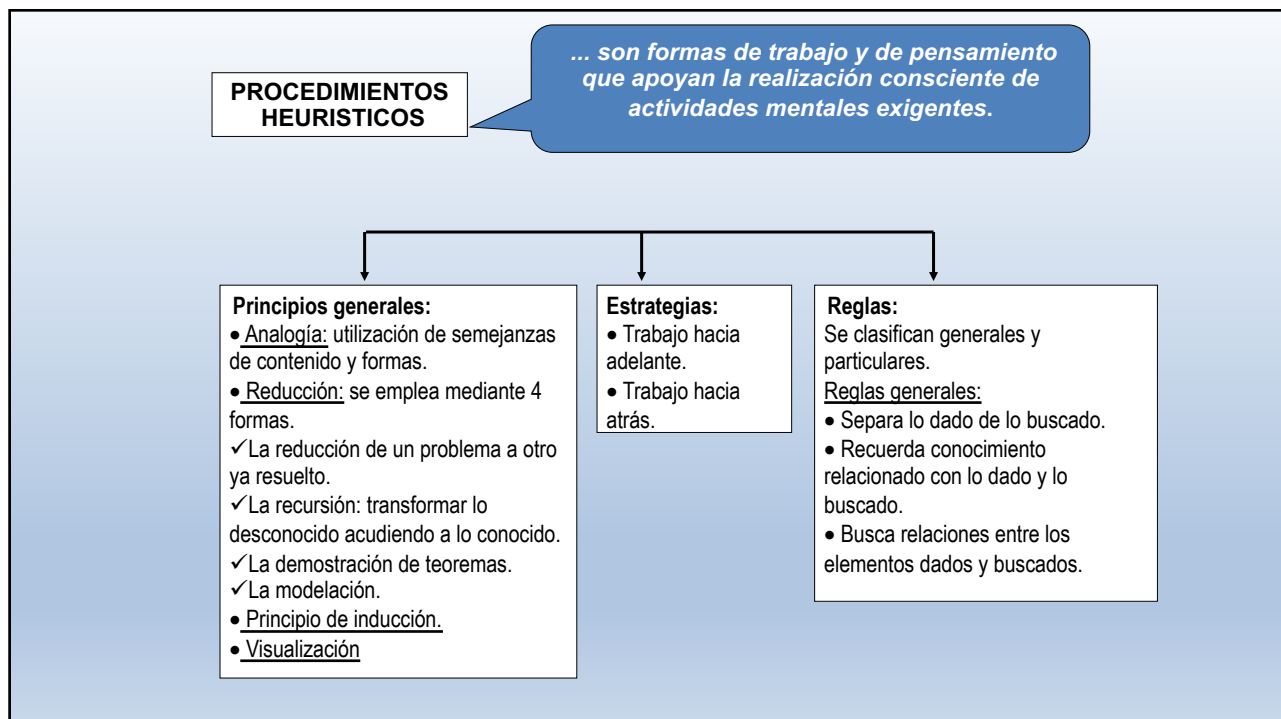 PROCEDIMIENTOS
HEURISTICOS
... son formas de trabajo y de pensamiento
que apoyan la realización consciente de
actividades mentales exigentes.
Principios generales:
• Analogía: utilización de semejanzas
de contenido y formas.
• Reducción: se emplea mediante 4
formas.
✓La reducción de un problema a otro
ya resuelto.
✓La recursión: transformar lo
desconocido acudiendo a lo conocido.
✓La demostración de teoremas.
✓La modelación.
• Principio de inducción.
• Visualización
Estrategias:
• Trabajo hacia
adelante.
• Trabajo hacia
atrás.
Reglas:
Se clasifican generales y
particulares.
Reglas generales:
• Separa lo dado de lo buscado.
• Recuerda conocimiento
relacionado con lo dado y lo
buscado.
• Busca relaciones entre los
elementos dados y buscados.